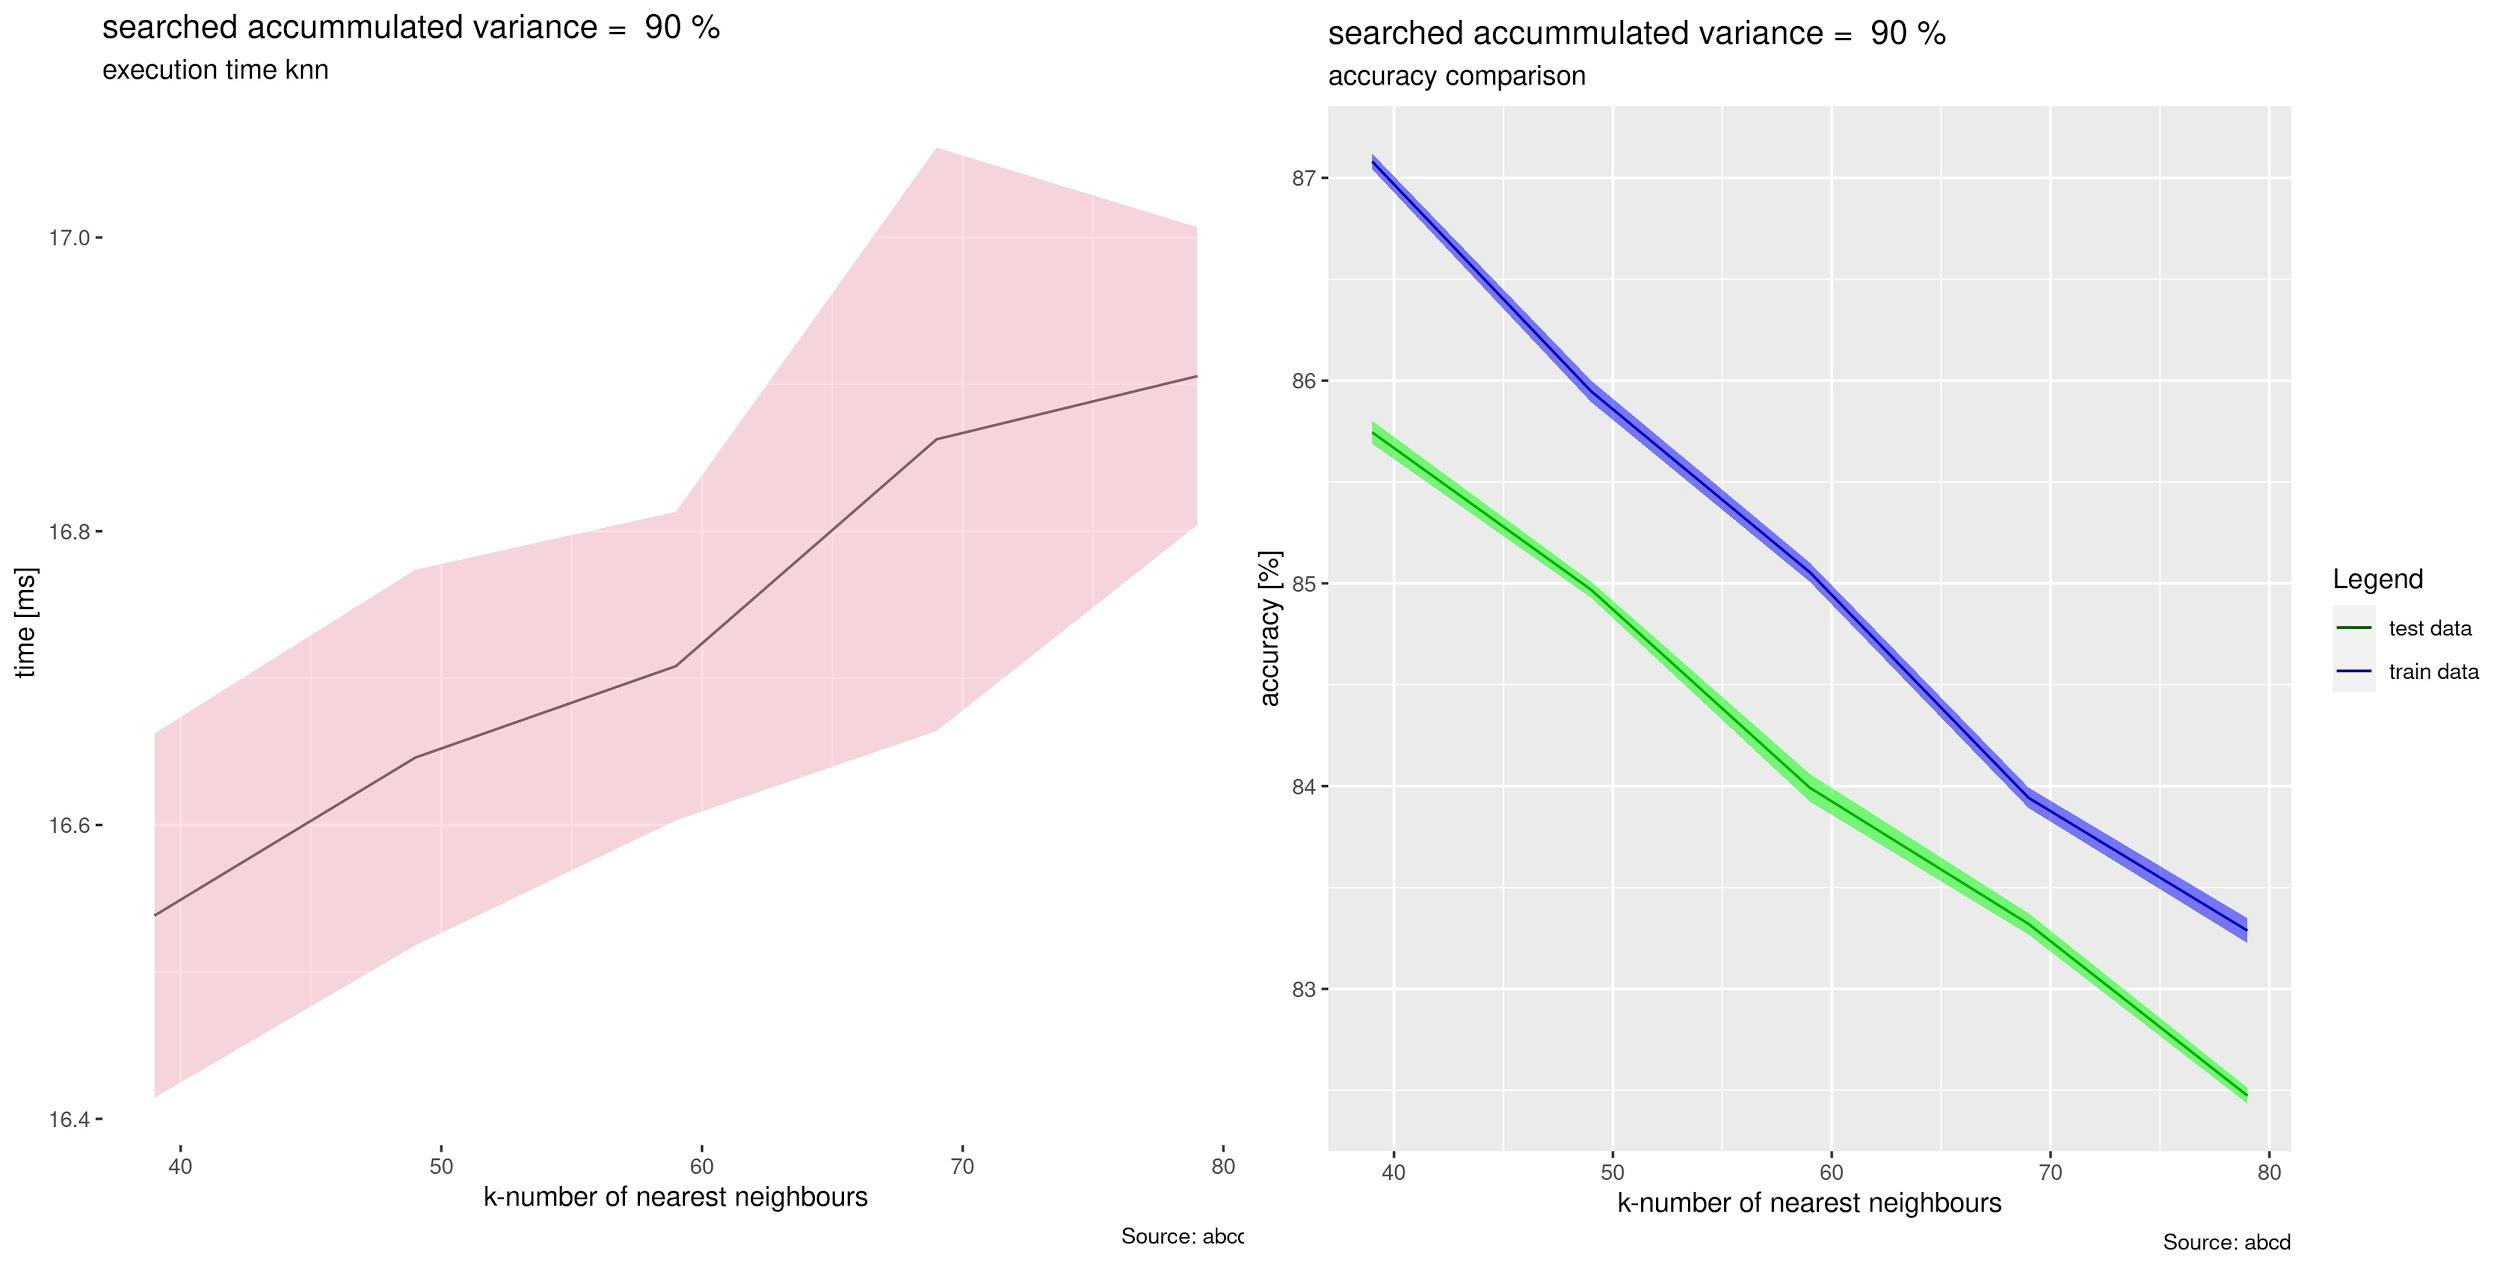 searched accummulated variance =  90 %
execution time knn
17.0
16.8
16.6
16.4
time [ms]
40 50 60 70 80
k-number of nearest neighbours
Source: abcc
searched accummulated variance =  90 %
accuracy comparison
87
86
85
84
83
accuracy [%]
40 50 60 70 80
k-number of nearest neighbours
Source: abcd
Legend
test data
train data